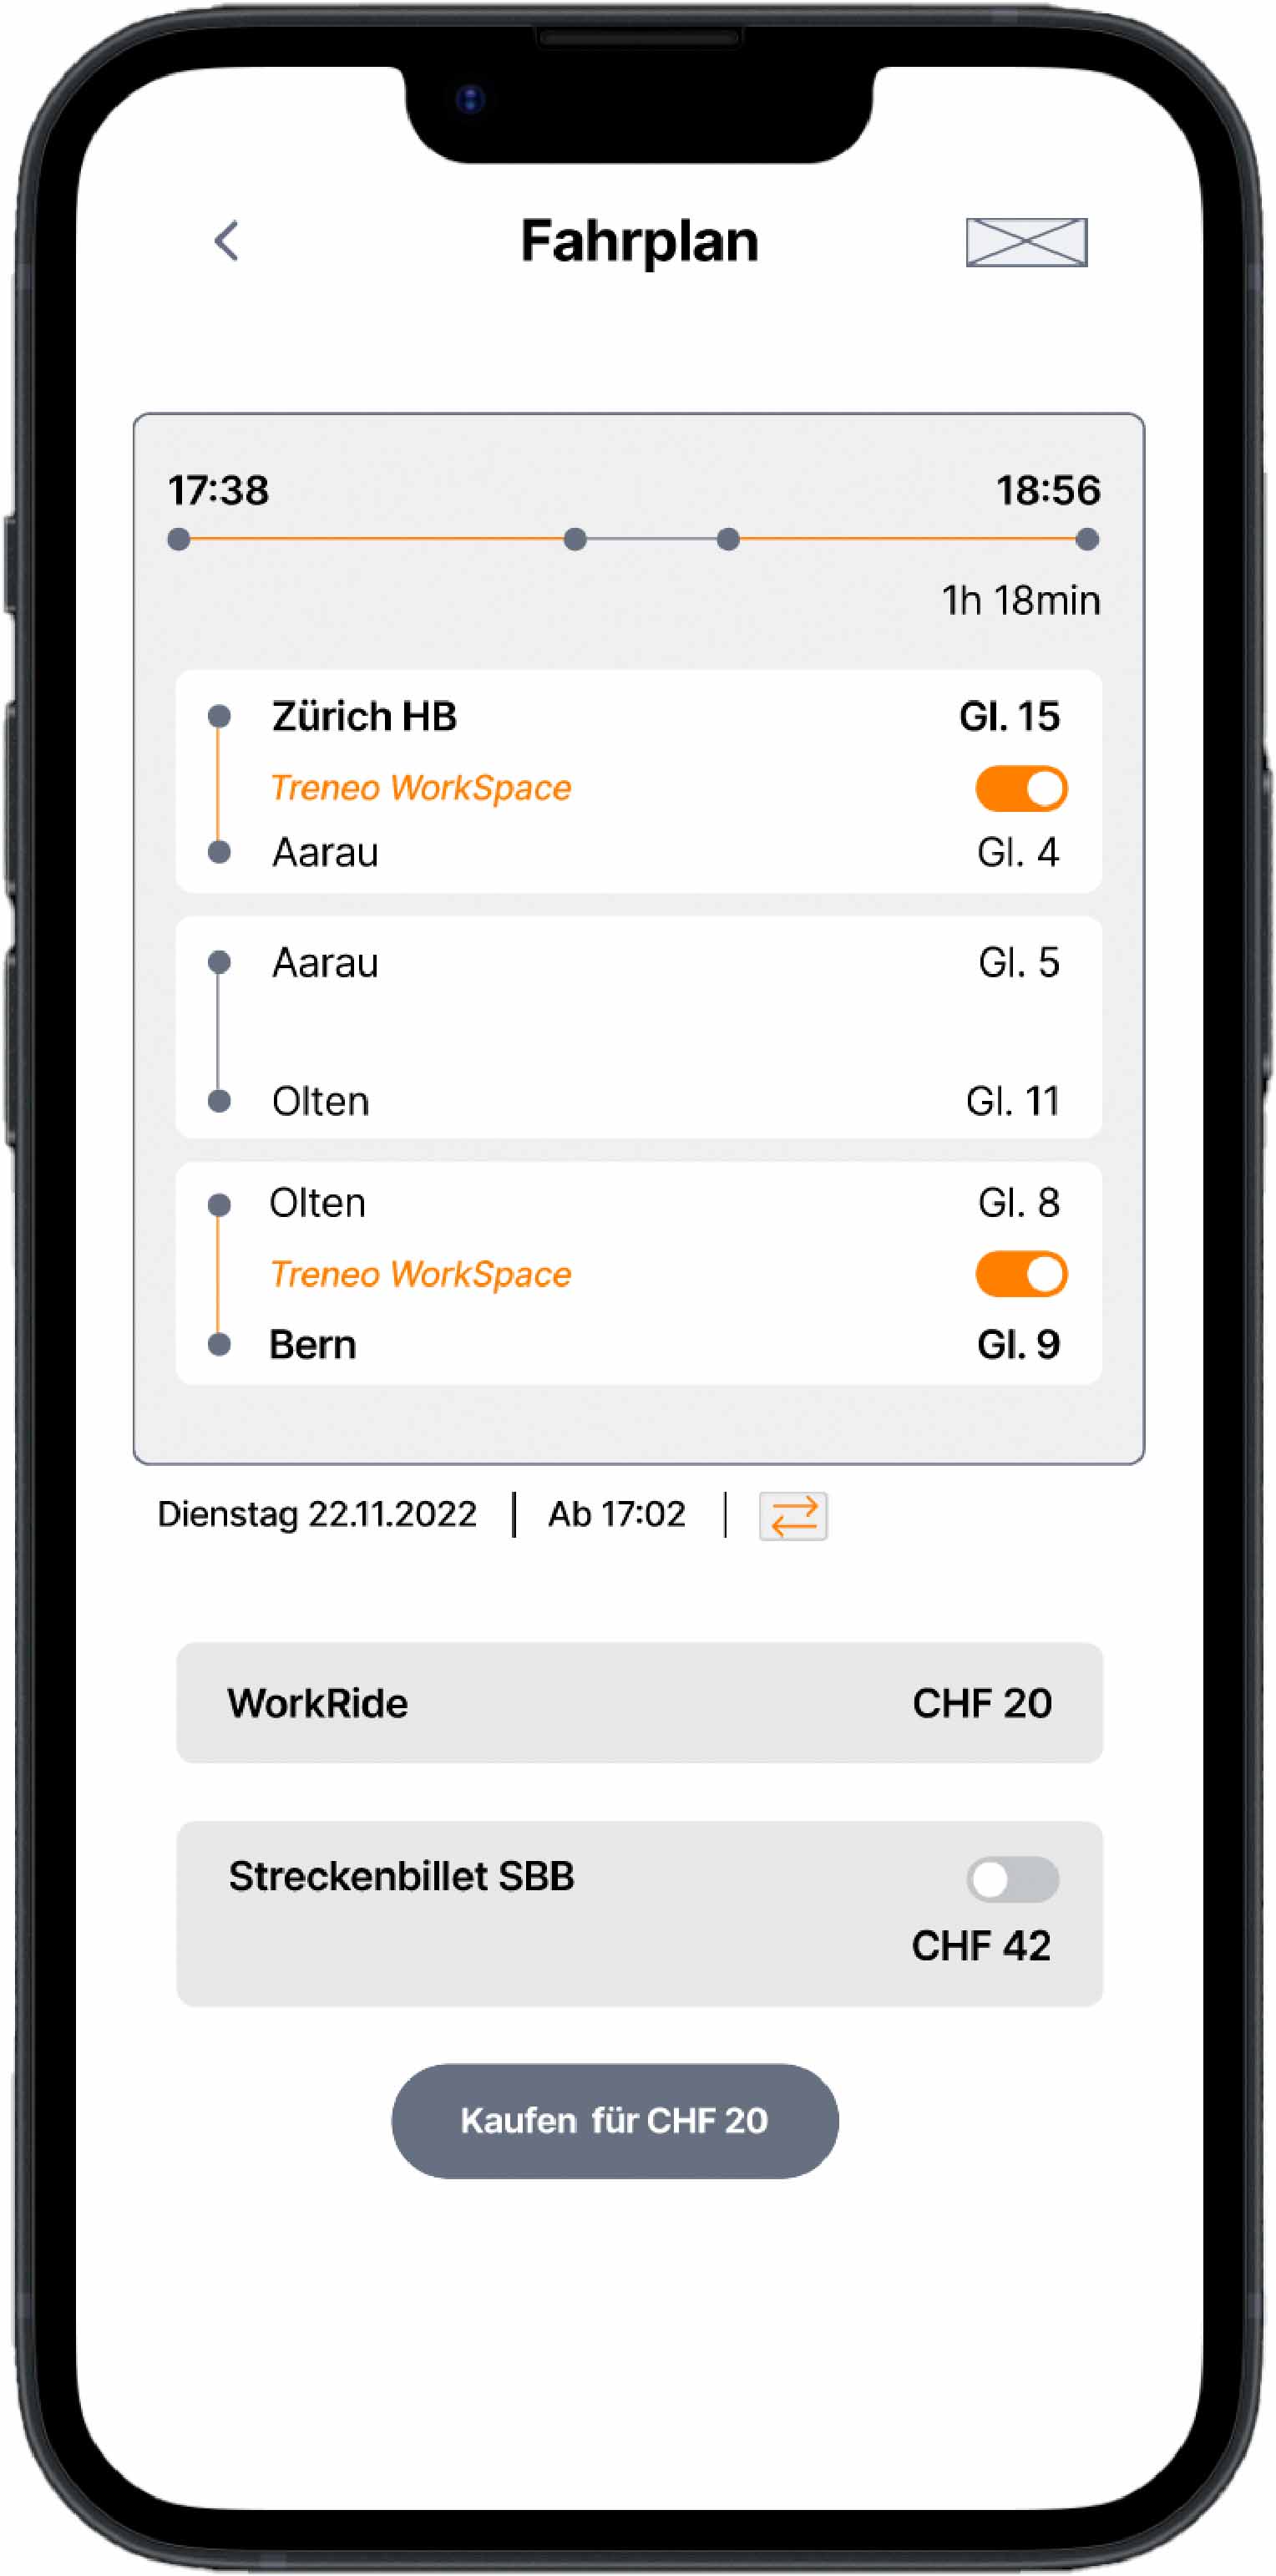 Fahrplan
17:38 18:56
1h 18min
Zürich HB Gl. 15
Treneo WorkSpace
Aarau Gl. 4
Aarau Gl. 5
Olten Gl. 11
Olten Gl. 8
Treneo WorkSpace
Bern Gl. 9
Dienstag 22.11.2022 | Ab 17:02 |
WorkRide CHF 20
Streckenbillet SBB
CHF 42
Kaufen für CHF 20